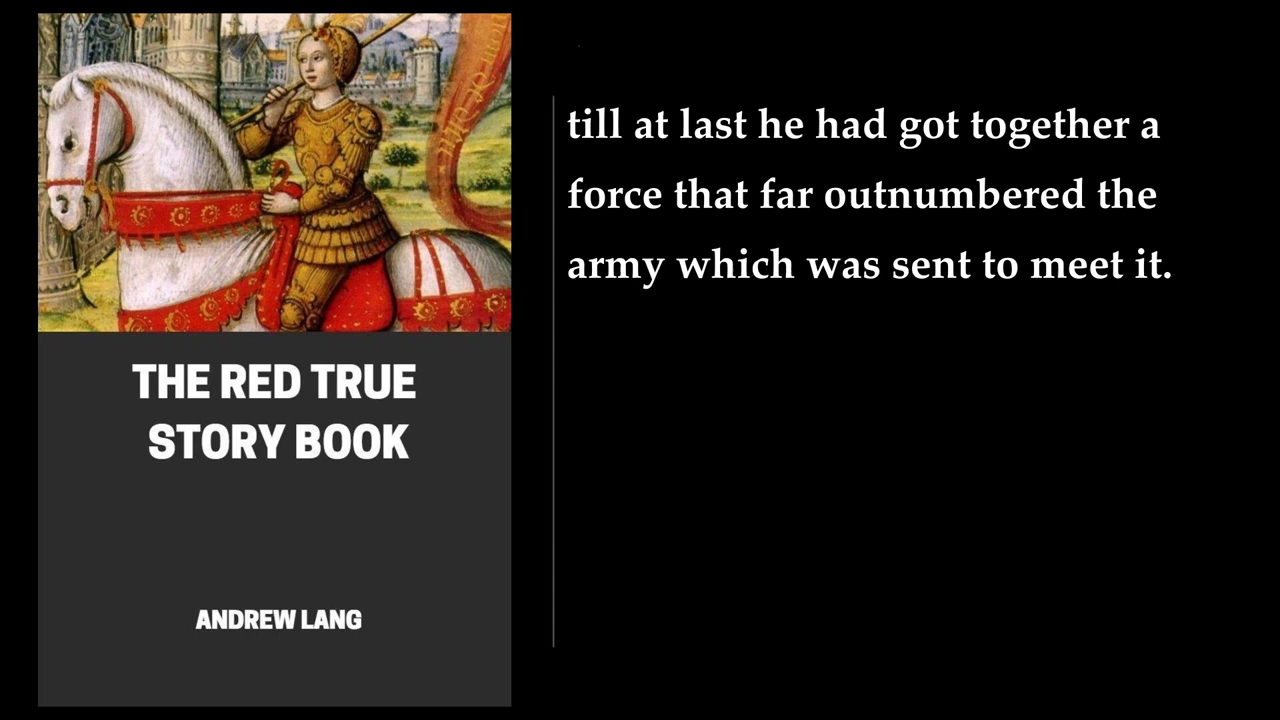 THE RED TRUE
STORY BOOK
ANDREW LANG
till at last he had got together a
force that far outnumbered the
army which was sent to meet it.